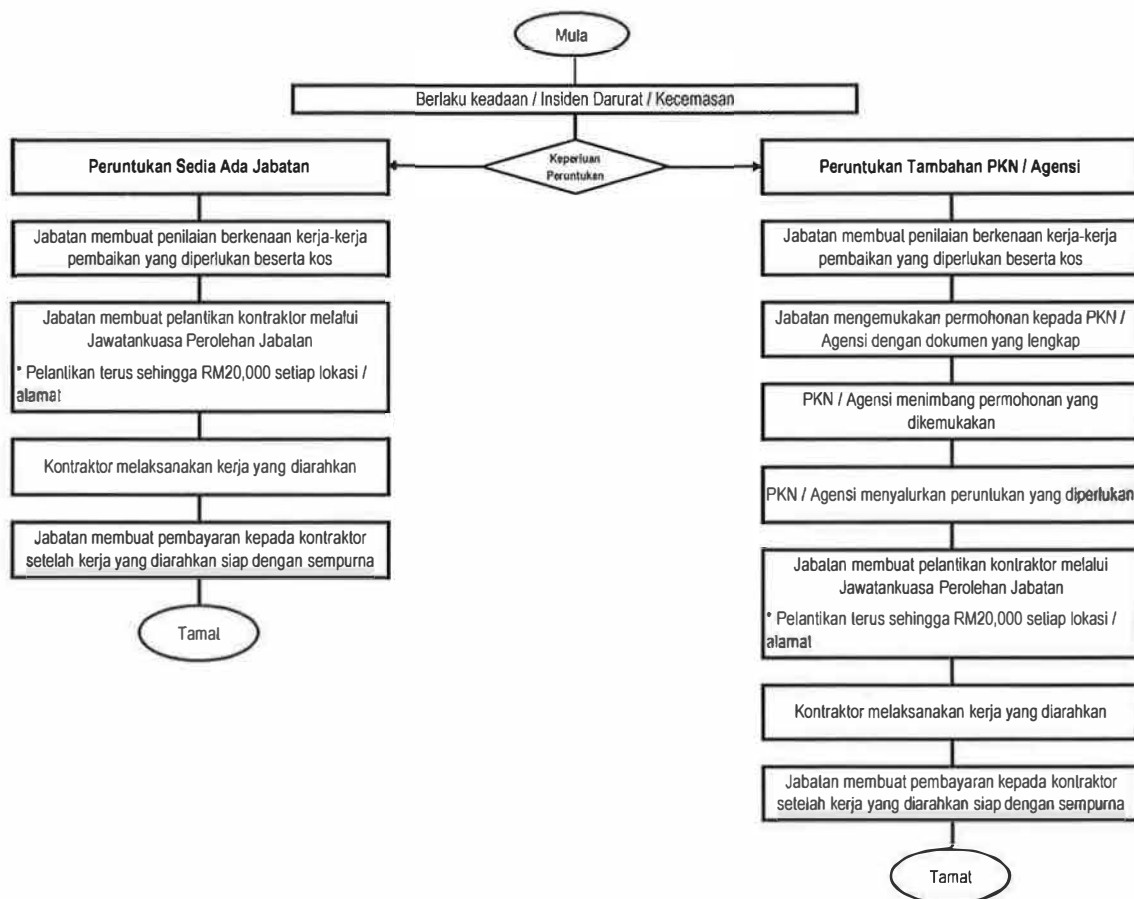 Mula
Berlaku keadaan / Insiden Darurat / Kecemasan
Keperluan
Peruntukan
Peruntukan Sedia Ada Jabatan
Jabatan membuat penilaian berkenaan kerja-kerja
pembaikan yang diperlukan beserta kos
Jabatan membuat pelantikan kontraktor melalui
Jawatankuasa Perolehan Jabatan
* Pelantikan terus sehingga RM20,000 setiap lokasi /
alamat
Kontraktor melaksanakan kerja yang diarahkan
Jabatan membuat pembayaran kepada kontraktor
setelah kerja yang diarahkan siap dengan sempurna
Tamat
Peruntukan Tambahan PKN / Agensi
Jabatan membuat penilaian berkenaan kerja-kerja
pembaikan yang diperlukan beserta kos
Jabatan mengemukakan permohonan kepada PKN /
Agensi dengan dokumen yang lengkap
PKN / Agensi menimbang permohonan yang
dikemukakan
PKN / Agensi menyalurkan peruntukan yang diperlukan
Jabatan membuat pelantikan kontraktor melalui
Jawatankuasa Perolehan Jabatan
* Pelantikan terus sehingga RM20,000 setiap lokasi /
alamat
Kontraktor melaksanakan kerja yang diarahkan
Jabatan membuat pembayaran kepada kontraktor
setelah kerja yang diarahkan siap dengan sempurna
Tamat